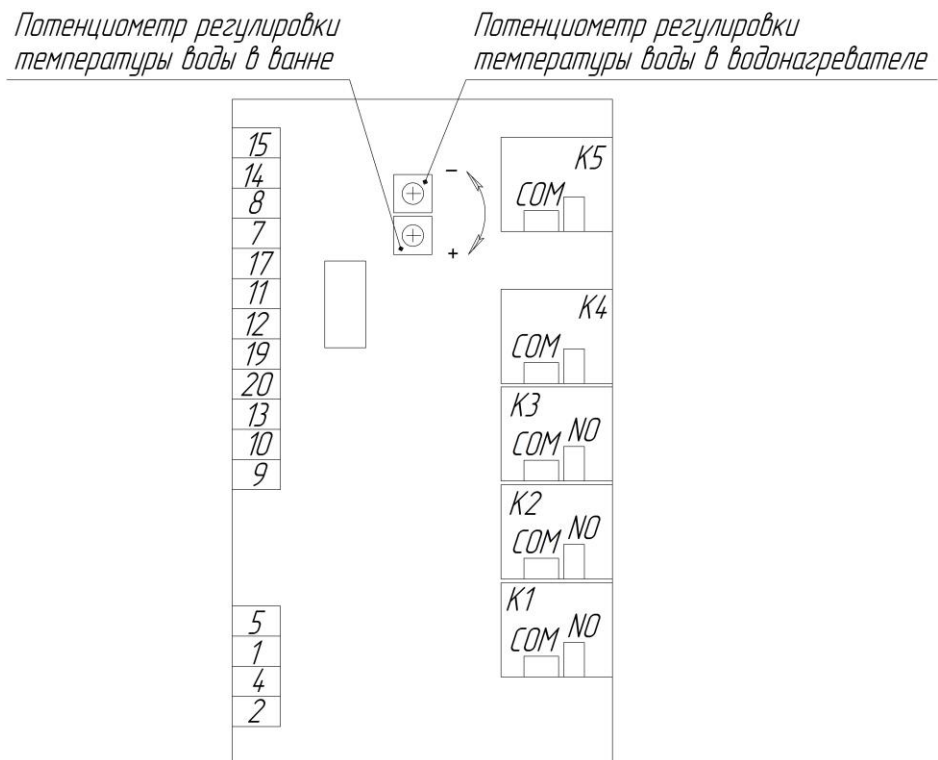 Потенциометр регулировки
температуры воды в ванне
Потенциометр регулировки
температуры воды в водонагревателе
15
14
8
7
17
11
12
19
20
13
10
9
5
1
4
2
–
+
K5
COM
K4
COM
K3
COM NO
K2
COM NO
K1
COM NO